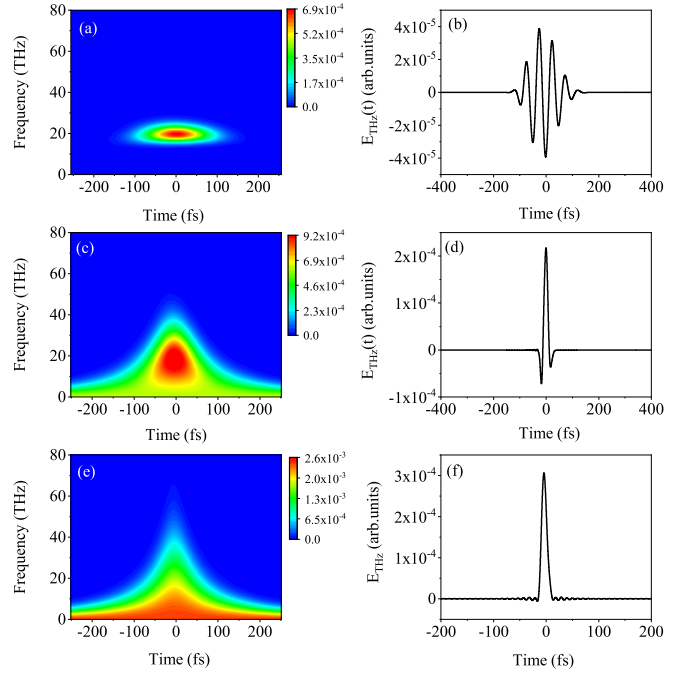 (a)
Frequency (THz)
80
60
40
20
0
-200 -100 0 100 200
Time (fs)
6.9x10⁻⁴
5.1x10⁻⁴
3.4x10⁻⁴
1.7x10⁻⁴
0.0
(b)
E_THz(t) (arb.units)
4x10⁻⁵
2x10⁻⁵
0
-2x10⁻⁵
-4x10⁻⁵
-400 -200 0 200 400
Time (fs)
(c)
Frequency (THz)
80
60
40
20
0
-200 -100 0 100 200
Time (fs)
9.2x10⁻⁴
6.9x10⁻⁴
4.6x10⁻⁴
2.3x10⁻⁴
0.0
(d)
E_THz(t) (arb.units)
2x10⁻⁴
1x10⁻⁴
0
-1x10⁻⁴
-400 -200 0 200 400
Time (fs)
(e)
Frequency (THz)
80
60
40
20
0
-200 -100 0 100 200
Time (fs)
2.6x10⁻³
1.9x10⁻³
1.3x10⁻³
6.5x10⁻⁴
0.0
(f)
E_THz (arb.units)
3x10⁻⁴
2x10⁻⁴
1x10⁻⁴
0
-200 -100 0 100 200
Time (fs)